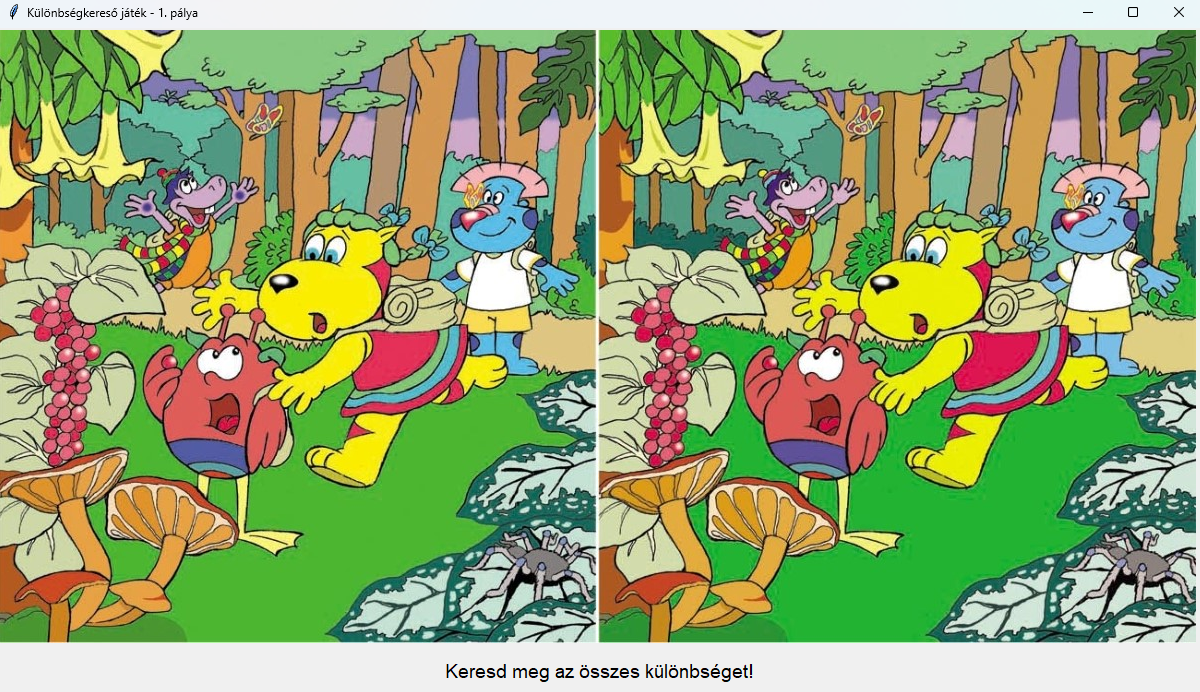 Különbségkereső játék - 1. pálya
Keresd meg az összes különbséget!